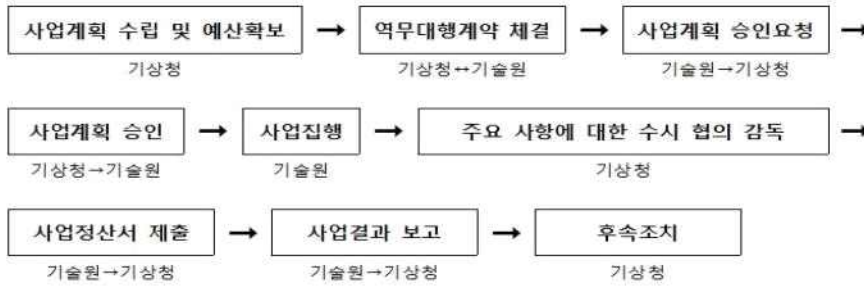 사업계획 수립 및 예산확보 → 역무대행계약 체결 → 사업계획 승인요청 →
기상청 기상청↔기술원 기술원→기상청
사업계획 승인 → 사업집행 → 주요 사항에 대한 수시 협의 감독 →
기상청→기술원 기술원 기상청
사업정산서 제출 → 사업결과 보고 → 후속조치
기술원→기상청 기술원→기상청 기상청